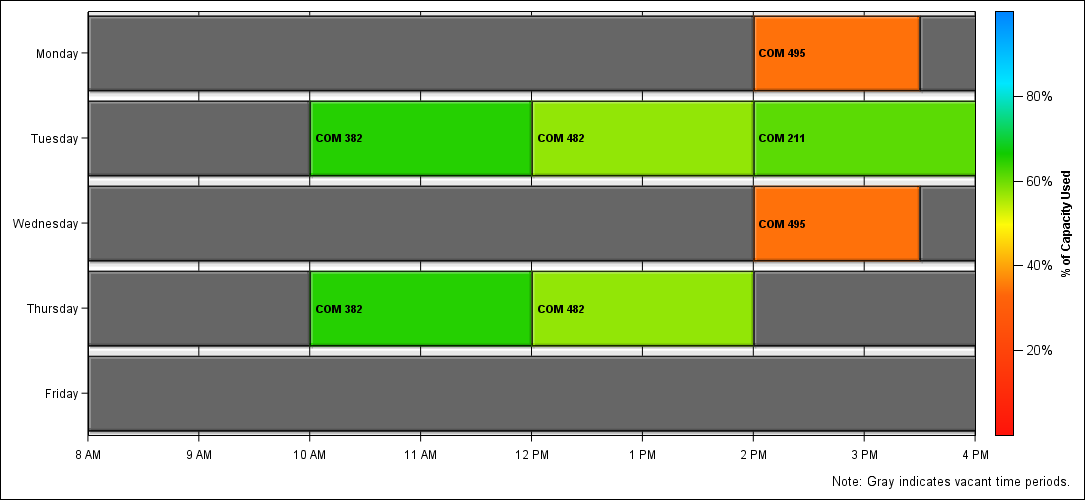 Monday
COM 495
Tuesday
COM 382
COM 482
COM 211
Wednesday
COM 495
Thursday
COM 382
COM 482
Friday
8 AM
9 AM
10 AM
11 AM
12 PM
1 PM
2 PM
3 PM
4 PM
80%
60%
40%
20%
% of Capacity Used
Note: Gray indicates vacant time periods.